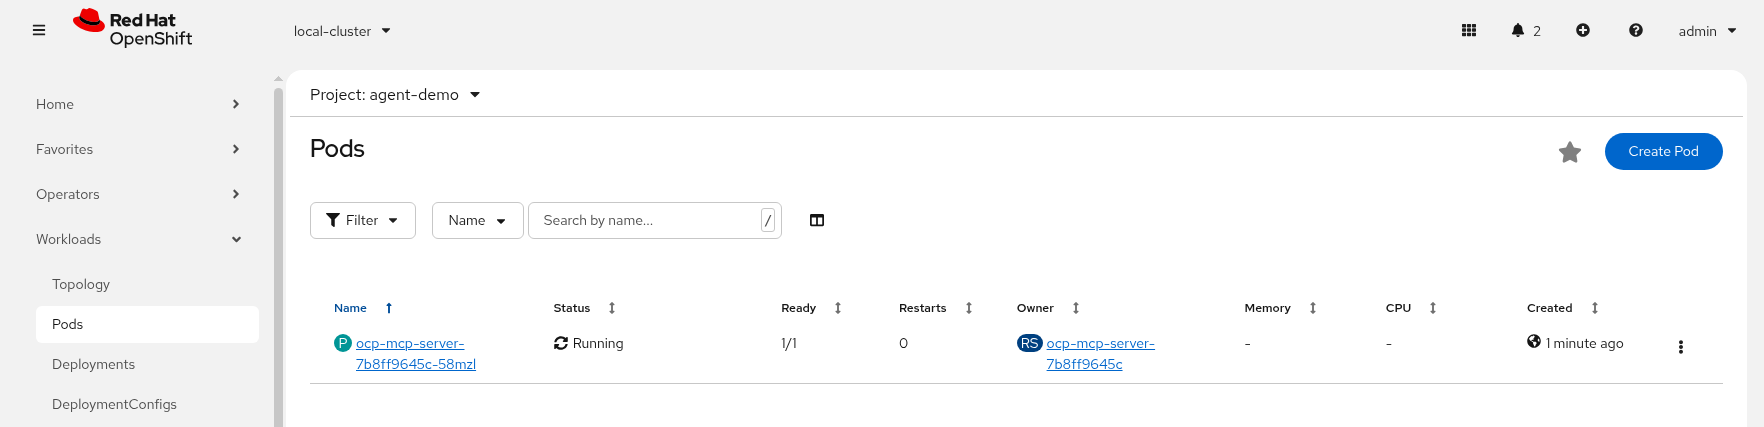 Red Hat
OpenShift
local-cluster
2
admin
Home
Favorites
Operators
Workloads
Topology
Pods
Deployments
DeploymentConfigs
Project: agent-demo
Pods
Create Pod
Filter
Name
Search by name...
/
Name Status Ready Restarts Owner Memory CPU Created
P ocp-mcp-server-
7b8ff9645c-58mzl
Running
1/1
0
RS ocp-mcp-server-
7b8ff9645c
-
-
1 minute ago